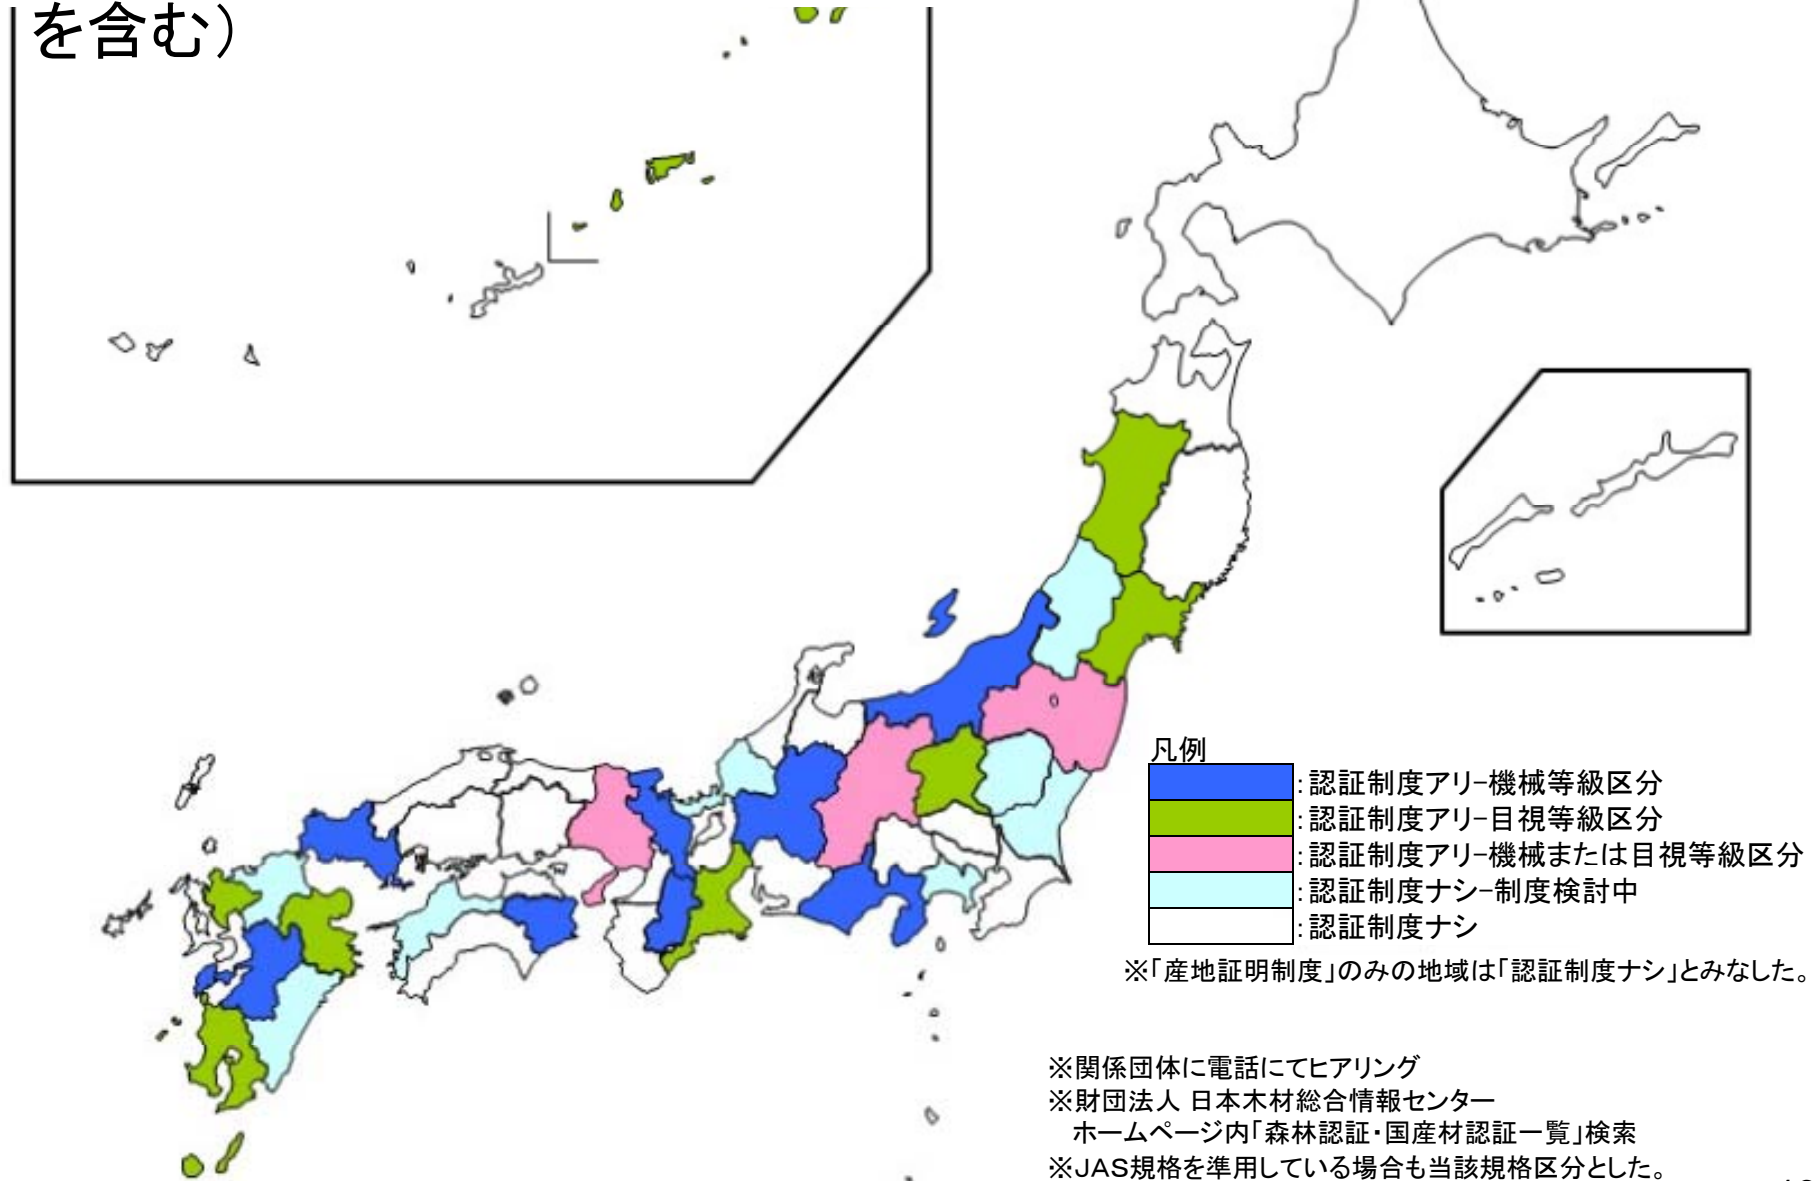 を含む）
凡例
：認証制度アリ−機械等級区分
：認証制度アリ−目視等級区分
：認証制度アリ−機械または目視等級区分
：認証制度ナシ−制度検討中
：認証制度ナシ
※「産地証明制度」のみの地域は「認証制度ナシ」とみなした。
※関係団体に電話にてヒアリング
※財団法人 日本木材総合情報センター
ホームページ内「森林認証・国産材認証一覧」検索
※JAS規格を準用している場合も当該規格区分とした。